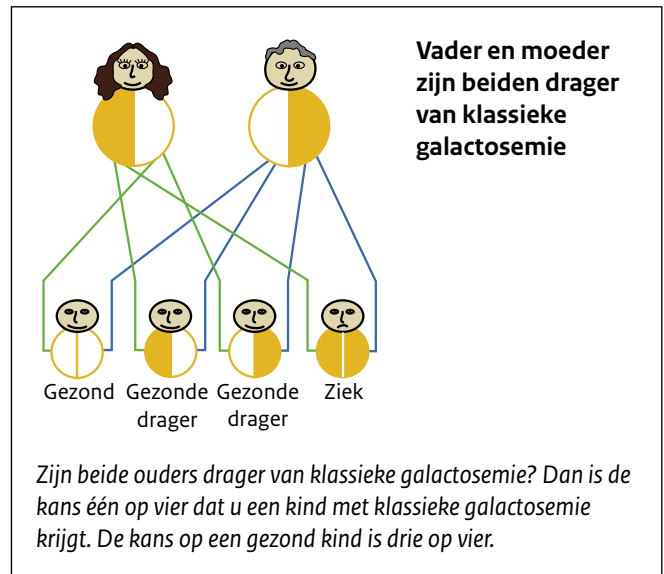 Vader en moeder
zijn beiden drager
van klassieke
galactosemie
Gezond Gezonde Gezonde Ziek
drager drager
Zijn beide ouders drager van klassieke galactosemie? Dan is de
kans één op vier dat u een kind met klassieke galactosemie
krijgt. De kans op een gezond kind is drie op vier.